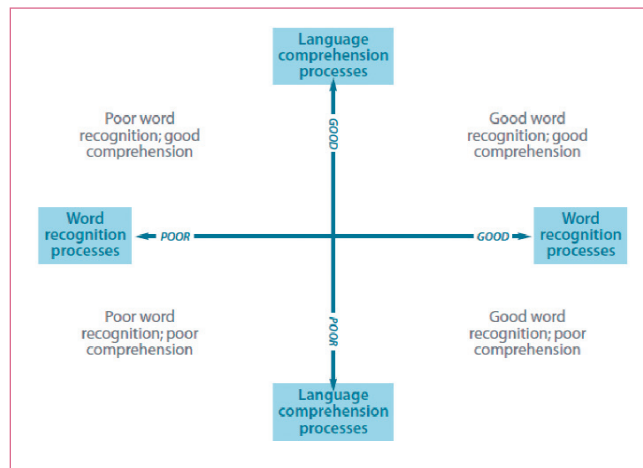 Language
comprehension
processes
GOOD
Poor word
recognition; good
comprehension
Good word
recognition; good
comprehension
Word
recognition
processes
POOR
GOOD
Word
recognition
processes
Poor word
recognition; poor
comprehension
POOR
Good word
recognition; poor
comprehension
Language
comprehension
processes